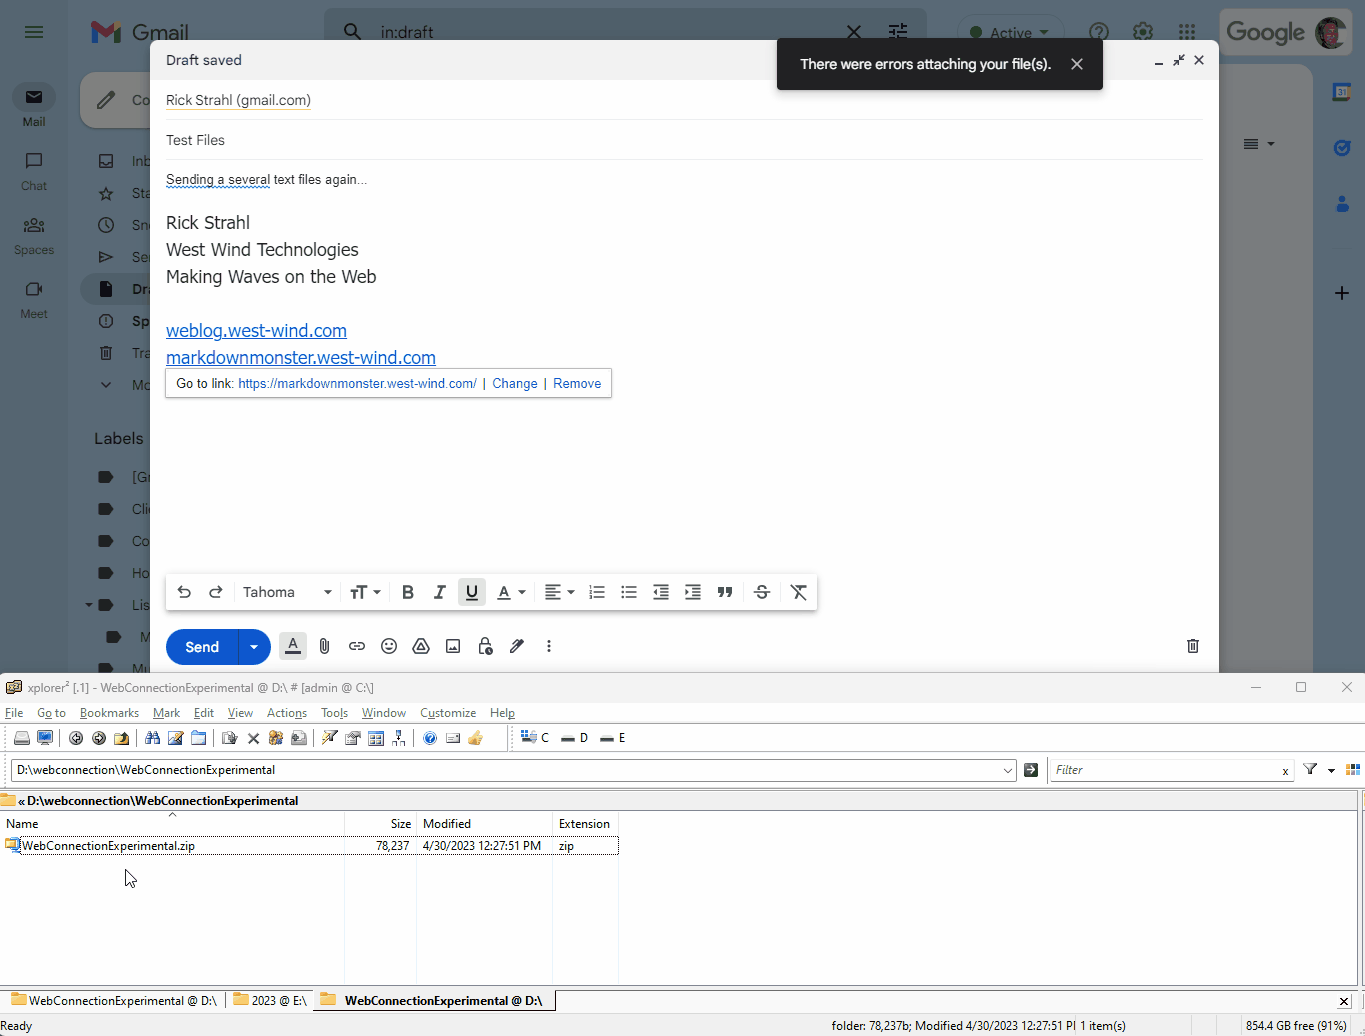 Gmail
in:draft
Active
Google
Draft saved
There were errors attaching your file(s).
Rick Strahl (gmail.com)
Test Files
Sending a several text files again...
Rick Strahl
West Wind Technologies
Making Waves on the Web
weblog.west-wind.com
markdownmonster.west-wind.com
Go to link: https://markdownmonster.west-wind.com/ | Change | Remove
Mail
Chat
Spaces
Meet
Co
Inb
Sta
Sn
Se
Dra
Sp
Tra
Mo
Labels
[G
Clie
Co
Ho
Lis
M
Mu
31
Tahoma
B I U A
Send
A
xplorer² [.1] - WebConnectionExperimental @ D:\ # [admin @ C:\]
File Go to Bookmarks Mark Edit View Actions Tools Window Customize Help
C D E
D:\webconnection\WebConnectionExperimental
Filter
x
« D:\webconnection\WebConnectionExperimental
Name Size Modified Extension
WebConnectionExperimental.zip 78,237 4/30/2023 12:27:51 PM zip
WebConnectionExperimental @ D:\ 2023 @ E:\ WebConnectionExperimental @ D:\
Ready folder: 78,237b; Modified 4/30/2023 12:27:51 PI 1 item(s) 854.4 GB free (91%)